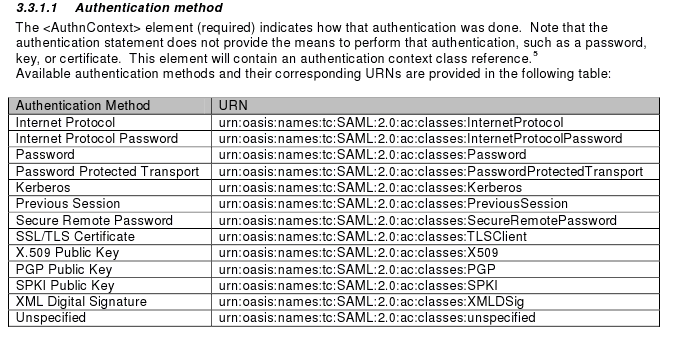 3.3.1.1 Authentication method
The <AuthnContext> element (required) indicates how that authentication was done. Note that the
authentication statement does not provide the means to perform that authentication, such as a password,
key, or certificate. This element will contain an authentication context class reference.5
Available authentication methods and their corresponding URNs are provided in the following table:
Authentication Method URN
Internet Protocol urn:oasis:names:tc:SAML:2.0:ac:classes:InternetProtocol
Internet Protocol Password urn:oasis:names:tc:SAML:2.0:ac:classes:InternetProtocolPassword
Password urn:oasis:names:tc:SAML:2.0:ac:classes:Password
Password Protected Transport urn:oasis:names:tc:SAML:2.0:ac:classes:PasswordProtectedTransport
Kerberos urn:oasis:names:tc:SAML:2.0:ac:classes:Kerberos
Previous Session urn:oasis:names:tc:SAML:2.0:ac:classes:PreviousSession
Secure Remote Password urn:oasis:names:tc:SAML:2.0:ac:classes:SecureRemotePassword
SSL/TLS Certificate urn:oasis:names:tc:SAML:2.0:ac:classes:TLSClient
X.509 Public Key urn:oasis:names:tc:SAML:2.0:ac:classes:X509
PGP Public Key urn:oasis:names:tc:SAML:2.0:ac:classes:PGP
SPKI Public Key urn:oasis:names:tc:SAML:2.0:ac:classes:SPKI
XML Digital Signature urn:oasis:names:tc:SAML:2.0:ac:classes:XMLDSig
Unspecified urn:oasis:names:tc:SAML:2.0:ac:classes:unspecified